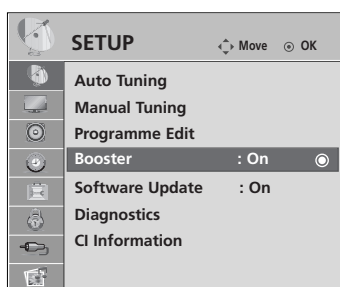 SETUP Move OK
Auto Tuning
Manual Tuning
Programme Edit
Booster : On
Software Update : On
Diagnostics
CI Information